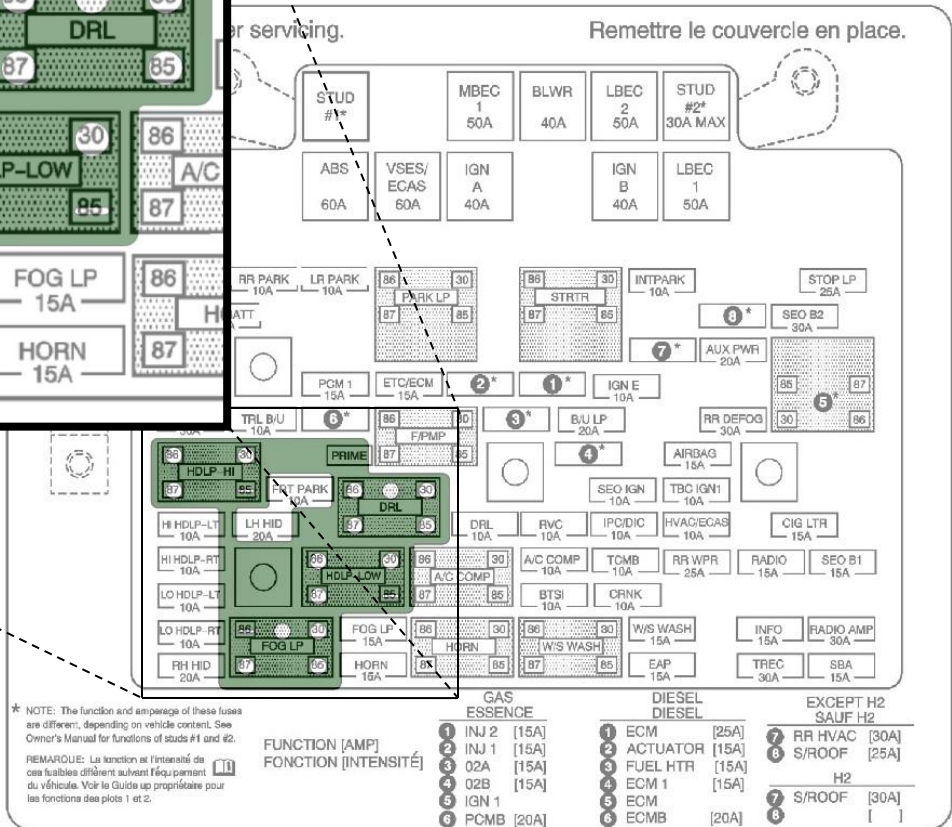 er servicing.
Remettre le couvercle en place.
DRL
87
85
30
P-LOW
85
86
A/C
87
FOG LP
15A
86
HORN
15A
87
STUD
#1*
MBEC
1
50A
BLWR
40A
LBEC
2
50A
STUD
#2*
30A MAX
ABS
60A
VSES/
ECAS
60A
IGN
A
40A
IGN
B
40A
LBEC
1
50A
RR PARK
10A
LR PARK
10A
86 30
PARK LP
87 85
86 30
STRTR
87 85
INTPARK
10A
STOP LP
25A
8*
SEO B2
30A
7*
AUX PWR
20A
85 87
5*
30 86
PCM 1
15A
ETC/ECM
15A
2*
1*
IGN E
10A
TRL B/U
10A
6*
86 30
F/PMP
87 85
3*
B/U LP
20A
RR DEFOG
30A
4*
AIRBAG
15A
86 30
HDLP-HI
87 85
PRIME
FRT PARK
10A
86 30
DRL
87 85
SEO IGN
10A
TBC IGN1
10A
HI HDLP-LT
10A
LH HID
20A
DRL
10A
RVC
10A
IPC/DIC
10A
HVAC/ECAS
10A
CIG LTR
15A
HI HDLP-RT
10A
86 30
HDLP-LOW
87 85
86 30
A/C COMP
87 85
A/C COMP
10A
TCMB
10A
RR WPR
25A
RADIO
15A
SEO B1
15A
LO HDLP-LT
10A
BTSI
10A
CRNK
10A
LO HDLP-RT
10A
86 30
FOG LP
87 85
FOG LP
15A
86 30
HORN
87 85
86 30
W/S WASH
87 85
W/S WASH
15A
INFO
15A
RADIO AMP
30A
RH HID
20A
HORN
15A
EAP
15A
TREC
30A
SBA
15A
* NOTE: The function and amperage of these fuses
are different, depending on vehicle content. See
Owner's Manual for functions of studs #1 and #2.
REMARQUE: La fonction et l'intensité de
ces fusibles diffèrent suivant l'équipement
du véhicule. Voir le Guide up propriétaire pour
les fonctions des plots 1 et 2.
FUNCTION [AMP]
FONCTION [INTENSITÉ]
GAS
ESSENCE
1 INJ 2 [15A]
2 INJ 1 [15A]
3 02A [15A]
4 02B [15A]
5 IGN 1
6 PCMB [20A]
DIESEL
DIESEL
1 ECM [25A]
2 ACTUATOR [15A]
3 FUEL HTR [15A]
4 ECM 1 [15A]
5 ECM
6 ECMB [20A]
EXCEPT H2
SAUF H2
7 RR HVAC [30A]
8 S/ROOF [25A]
H2
7 S/ROOF [30A]
8 [ ]